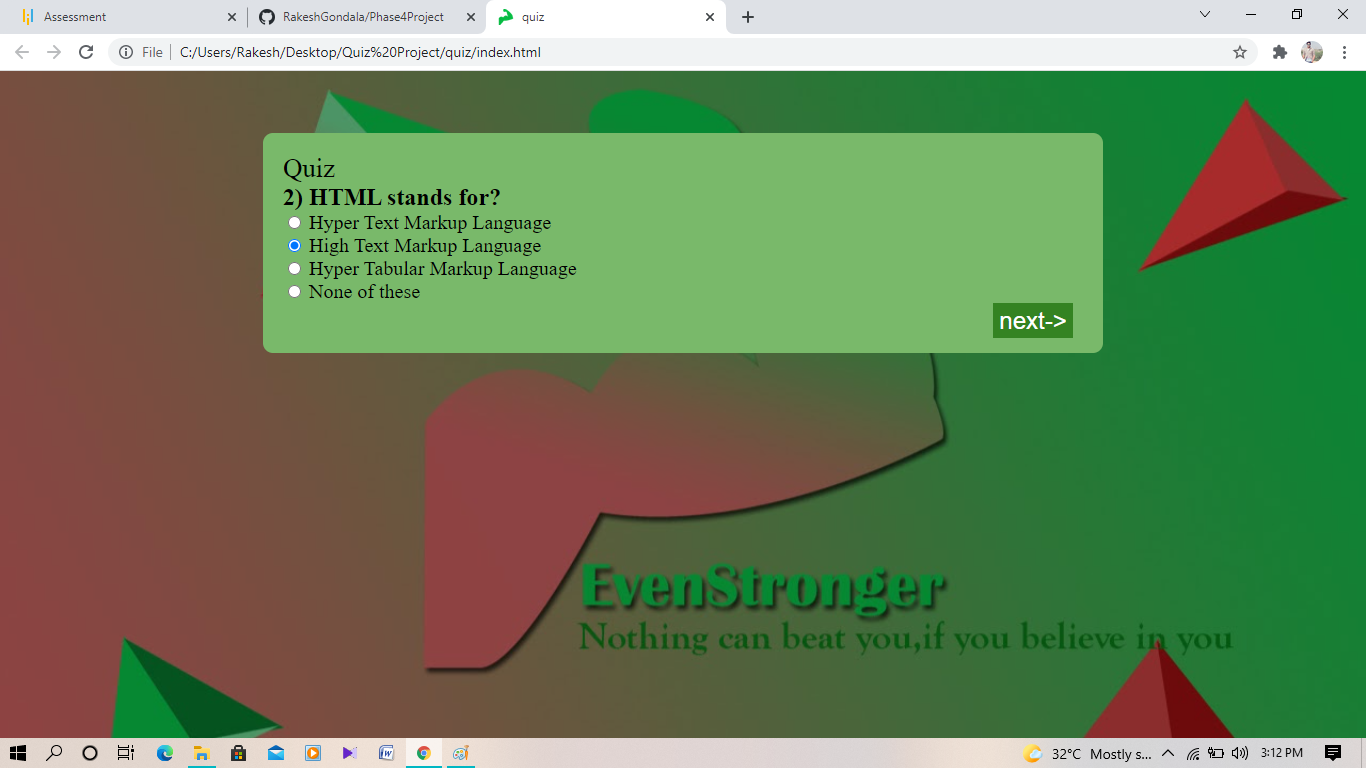 Assessment
RakeshGondala/Phase4Project
quiz
File
C:/Users/Rakesh/Desktop/Quiz%20Project/quiz/index.html
Quiz
2) HTML stands for?
Hyper Text Markup Language
High Text Markup Language
Hyper Tabular Markup Language
None of these
next->
EvenStronger
Nothing can beat you,if you believe in you
32°C Mostly s...
3:12 PM